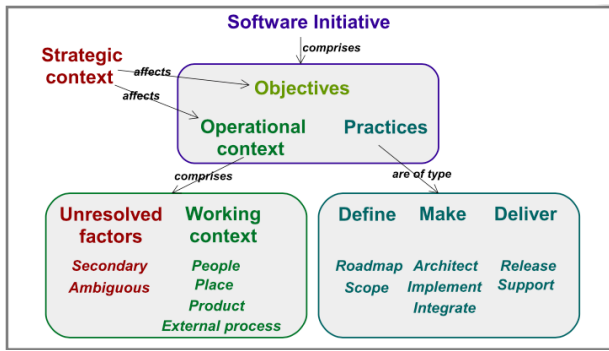 Software Initiative
comprises
Strategic
context
affects
affects
Objectives
Operational
context
Practices
comprises
are of type
Unresolved
factors
Secondary
Ambiguous
Working
context
People
Place
Product
External process
Define
Roadmap
Scope
Make
Architect
Implement
Integrate
Deliver
Release
Support